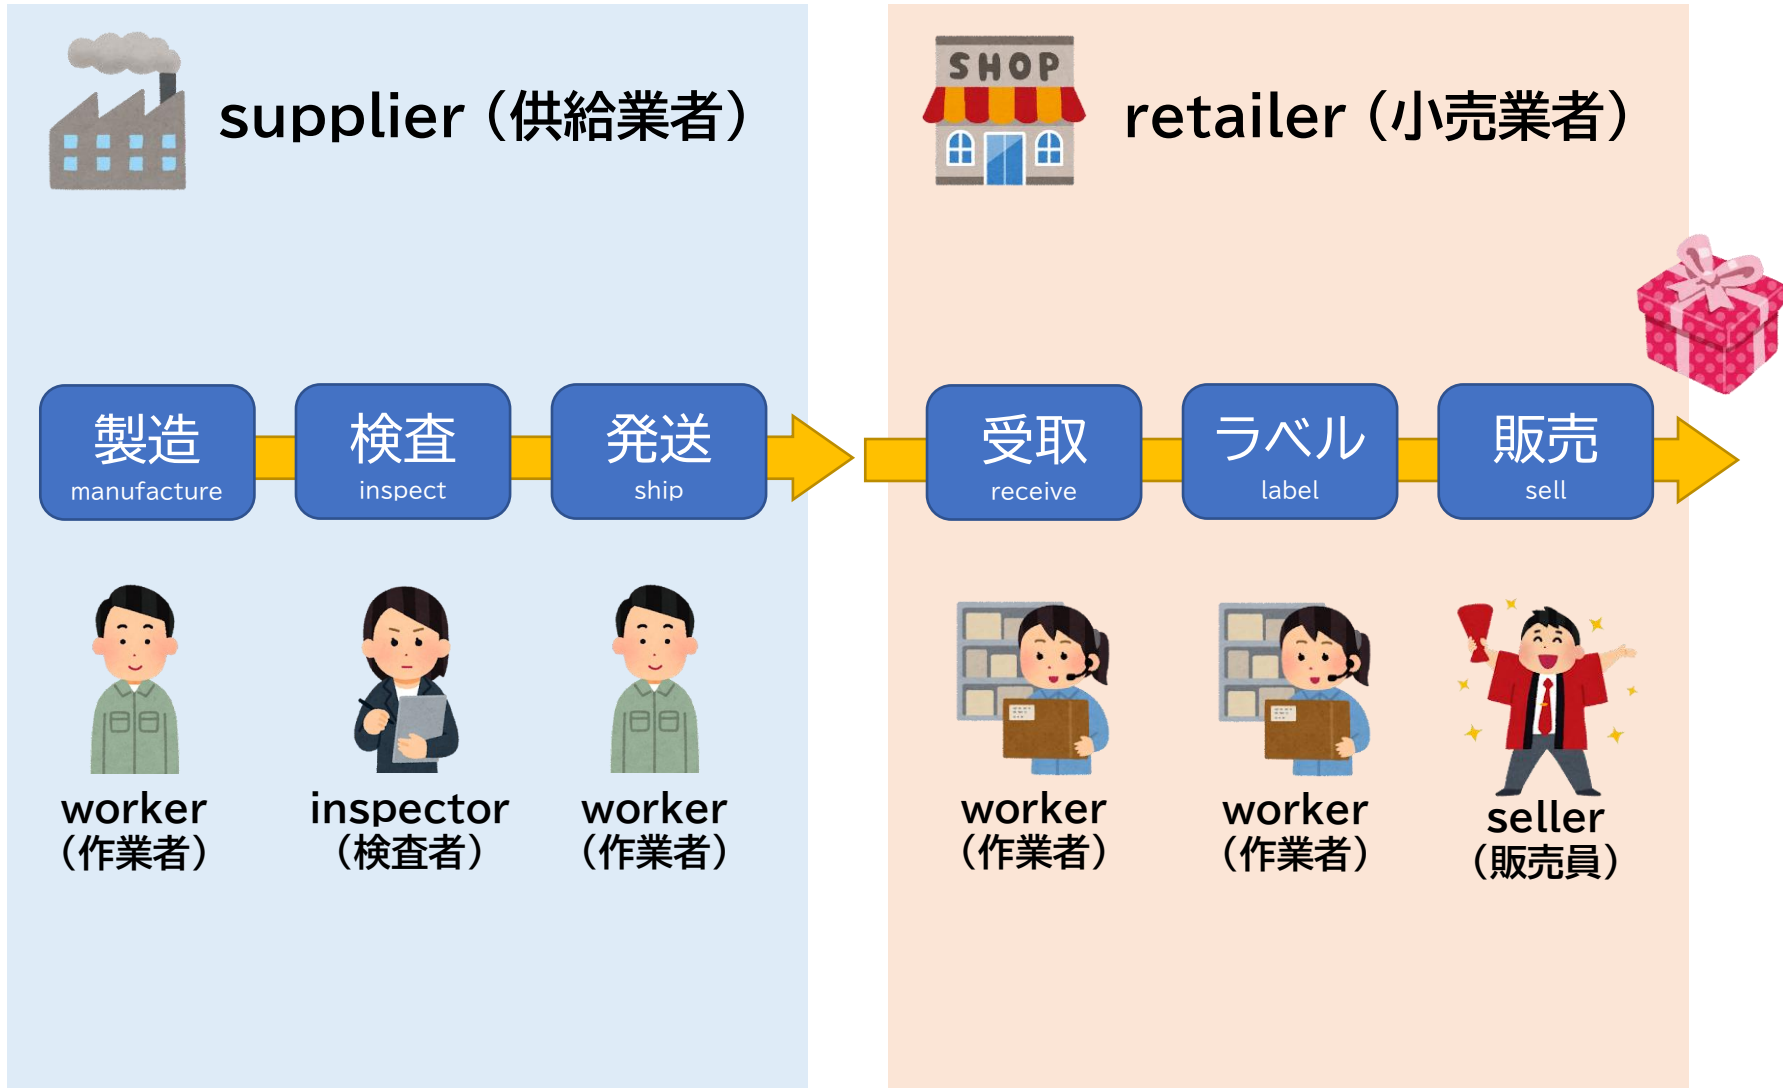 supplier（供給業者）
製造
manufacture
検査
inspect
発送
ship
worker
（作業者）
inspector
（検査者）
worker
（作業者）
SHOP
retailer（小売業者）
受取
receive
ラベル
label
販売
sell
worker
（作業者）
worker
（作業者）
seller
（販売員）